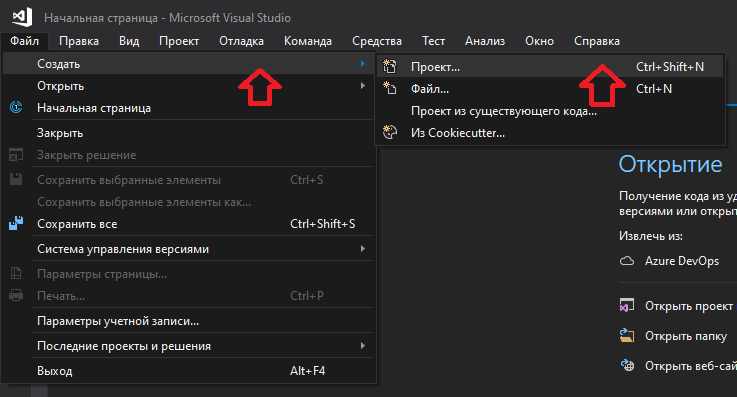 Начальная страница - Microsoft Visual Studio
Файл Правка Вид Проект Отладка Команда Средства Тест Анализ Окно Справка
Создать
Открыть
Начальная страница
Закрыть
Закрыть решение
Сохранить выбранные элементы Ctrl+S
Сохранить выбранные элементы как...
Сохранить все Ctrl+Shift+S
Система управления версиями
Параметры страницы...
Печать... Ctrl+P
Параметры учетной записи...
Последние проекты и решения
Выход Alt+F4
Проект... Ctrl+Shift+N
Файл... Ctrl+N
Проект из существующего кода...
Из Cookiecutter...
Открытие
Получение кода из уд
версиями или открыт
Извлечь из:
Azure DevOps
Открыть проект
Открыть папку
Открыть веб-сай